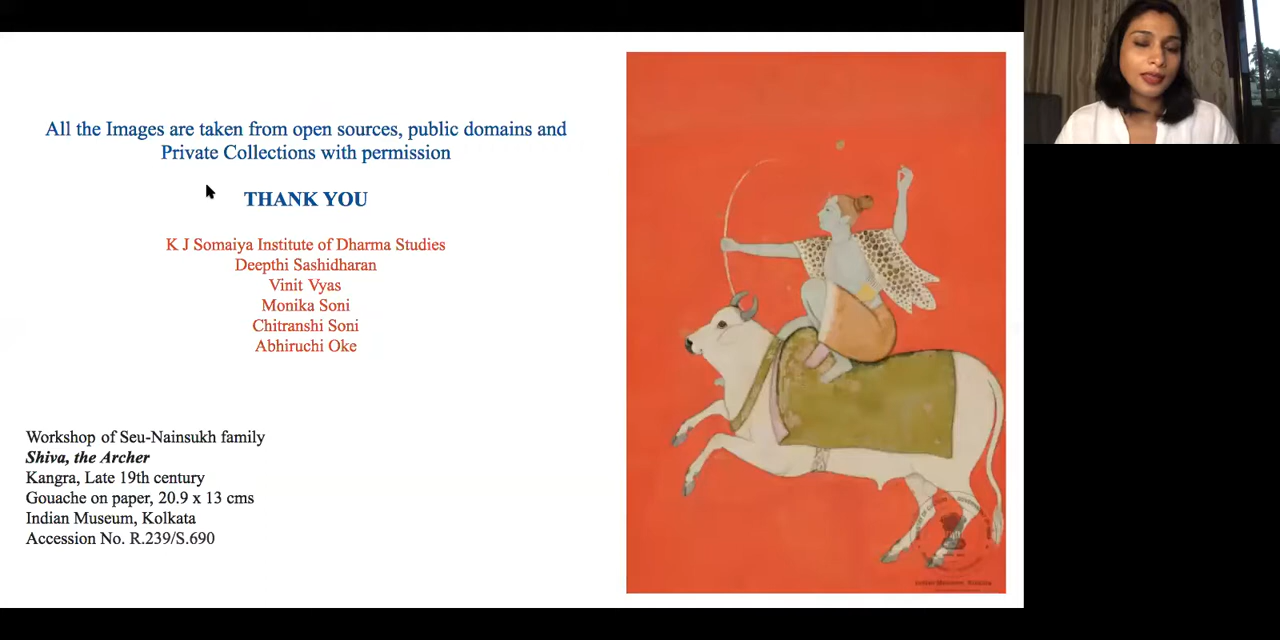 All the Images are taken from open sources, public domains and
Private Collections with permission
THANK YOU
K J Somaiya Institute of Dharma Studies
Deepthi Sashidharan
Vinit Vyas
Monika Soni
Chitranshi Soni
Abhiruchi Oke
Workshop of Seu-Nainsukh family
Shiva, the Archer
Kangra, Late 19th century
Gouache on paper, 20.9 x 13 cms
Indian Museum, Kolkata
Accession No. R.239/S.690